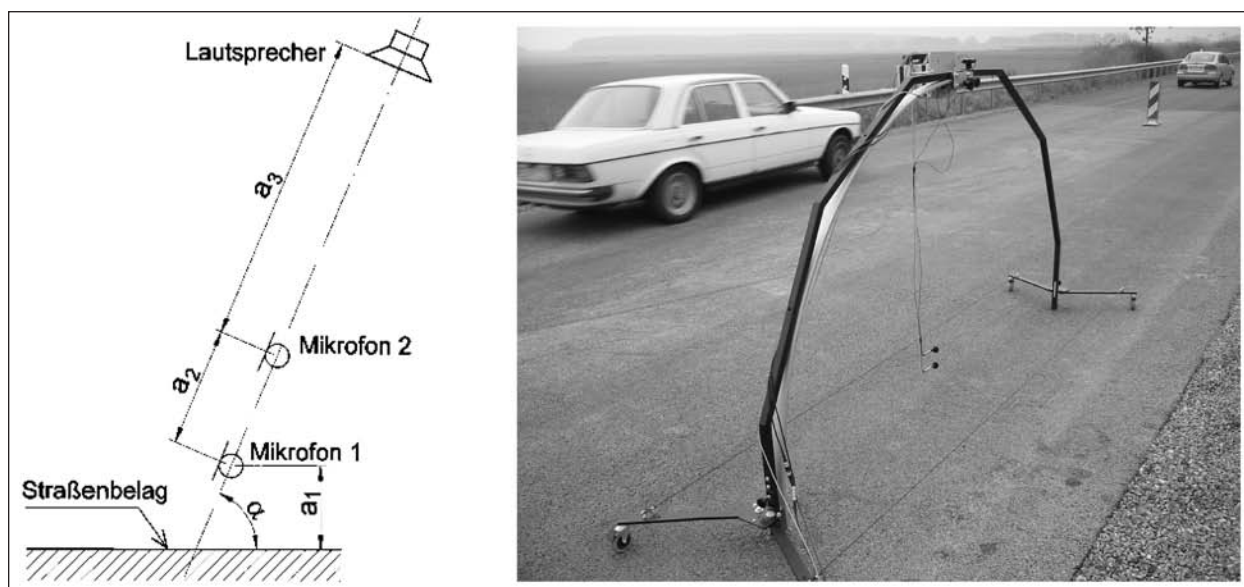 Lautsprecher
a3
Mikrofon 2
a2
Mikrofon 1
Straßenbelag
α
a1